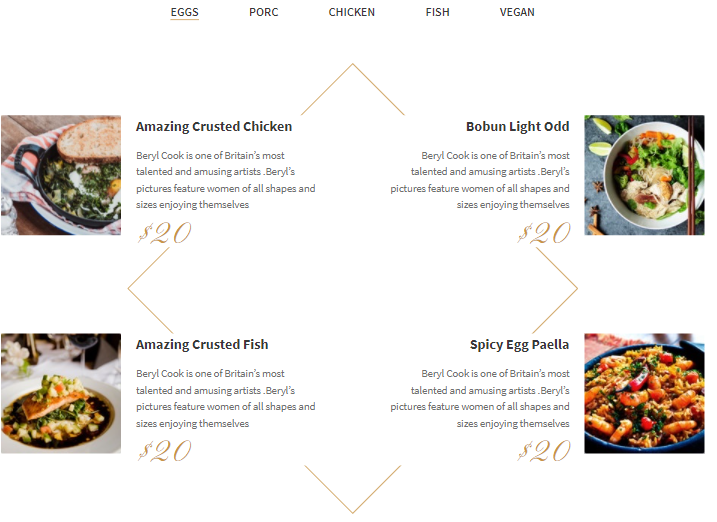 EGGS PORC CHICKEN FISH VEGAN
Amazing Crusted Chicken
Beryl Cook is one of Britain's most
talented and amusing artists .Beryl's
pictures feature women of all shapes and
sizes enjoying themselves
$20
Bobun Light Odd
Beryl Cook is one of Britain's most
talented and amusing artists .Beryl's
pictures feature women of all shapes and
sizes enjoying themselves
$20
Amazing Crusted Fish
Beryl Cook is one of Britain's most
talented and amusing artists .Beryl's
pictures feature women of all shapes and
sizes enjoying themselves
$20
Spicy Egg Paella
Beryl Cook is one of Britain's most
talented and amusing artists .Beryl's
pictures feature women of all shapes and
sizes enjoying themselves
$20